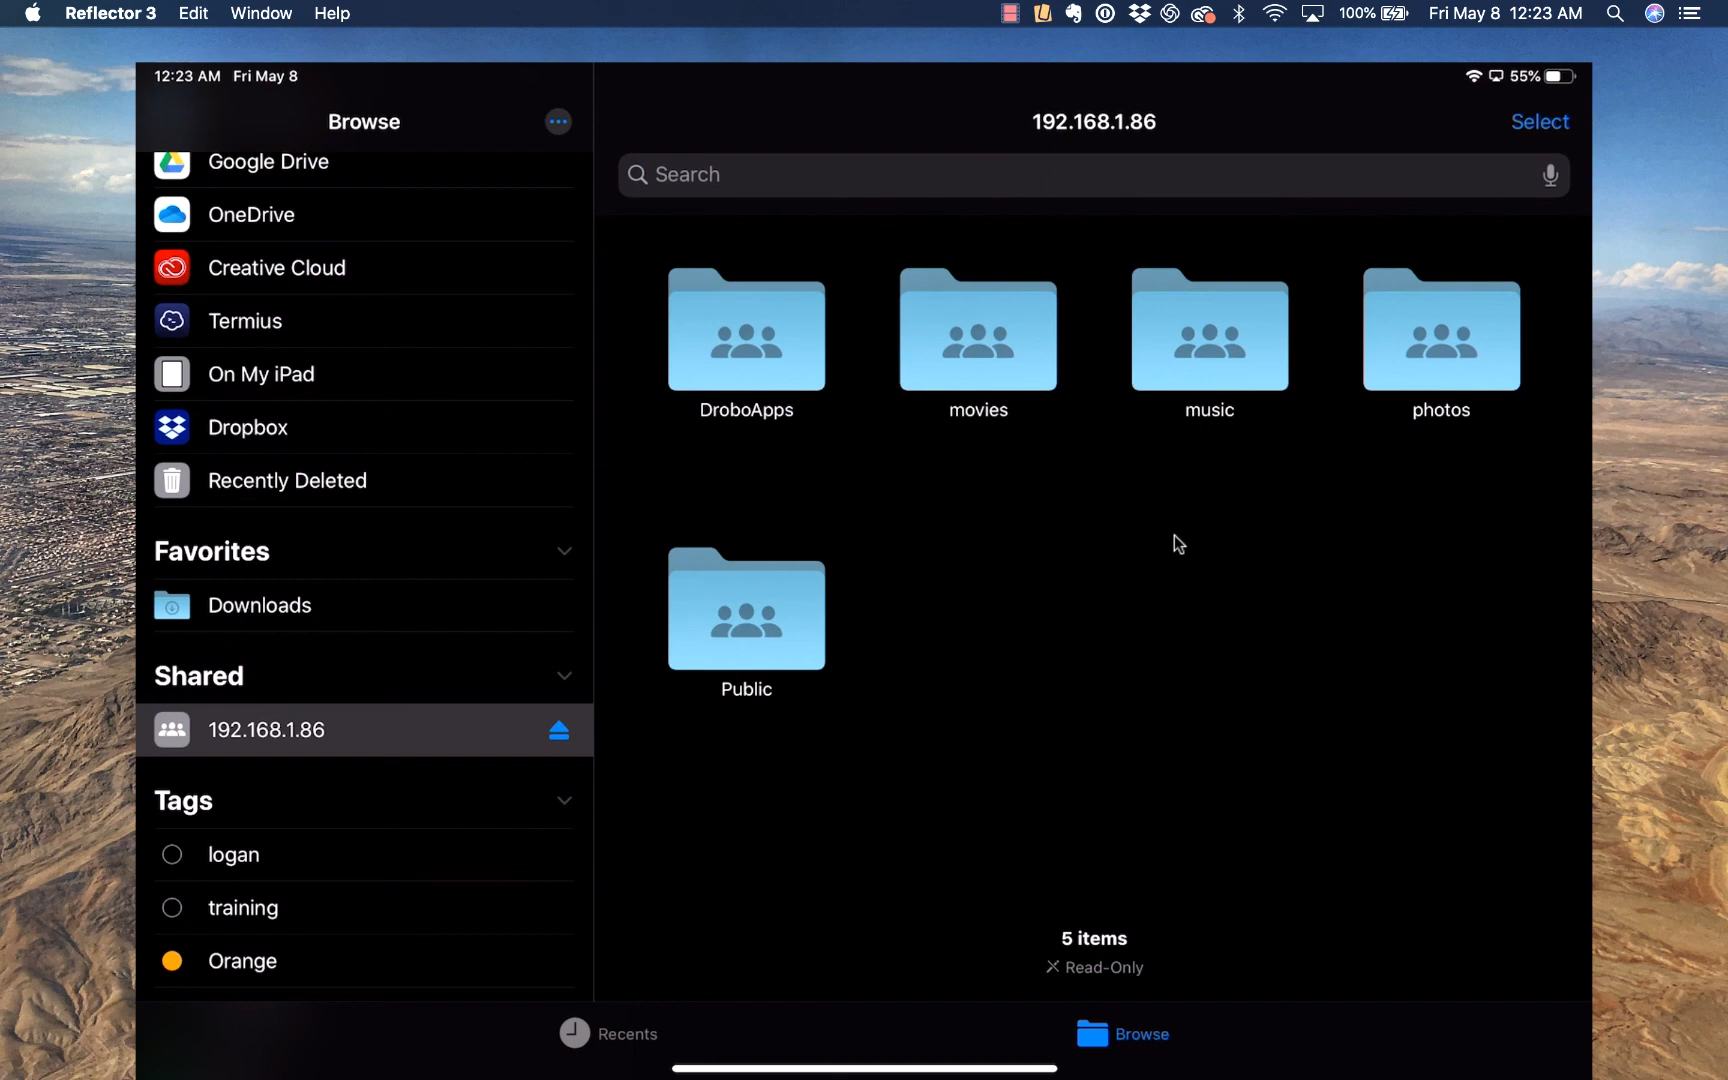 Reflector 3 Edit Window Help 100% Fri May 8 12:23 AM
12:23 AM Fri May 8 55%
Browse
192.168.1.86
Select
Search
Google Drive
OneDrive
Creative Cloud
Termius
On My iPad
Dropbox
Recently Deleted
Favorites
Downloads
Shared
192.168.1.86
Tags
logan
training
Orange
DroboApps movies music photos
Public
5 items
Read-Only
Recents Browse